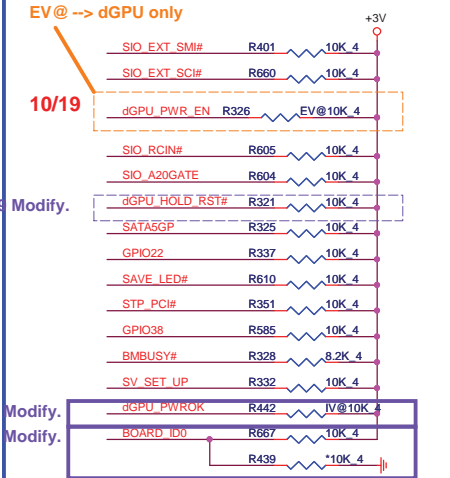 EV@ --> dGPU only
+3V
SIO_EXT_SMI# R401 10K_4
SIO_EXT_SCI# R660 10K_4
10/19
dGPU_PWR_EN R326 EV@10K_4
SIO_RCIN# R605 10K_4
SIO_A20GATE R604 10K_4
Modify. dGPU_HOLD_RST# R321 10K_4
SATA5GP R325 10K_4
GPIO22 R337 10K_4
SAVE_LED# R610 10K_4
STP_PCI# R351 10K_4
GPIO38 R585 10K_4
BMBUSY# R328 8.2K_4
SV_SET_UP R332 10K_4
Modify. dGPU_PWROK R442 IV@10K_4
Modify. BOARD_ID0 R667 10K_4
R439 *10K_4